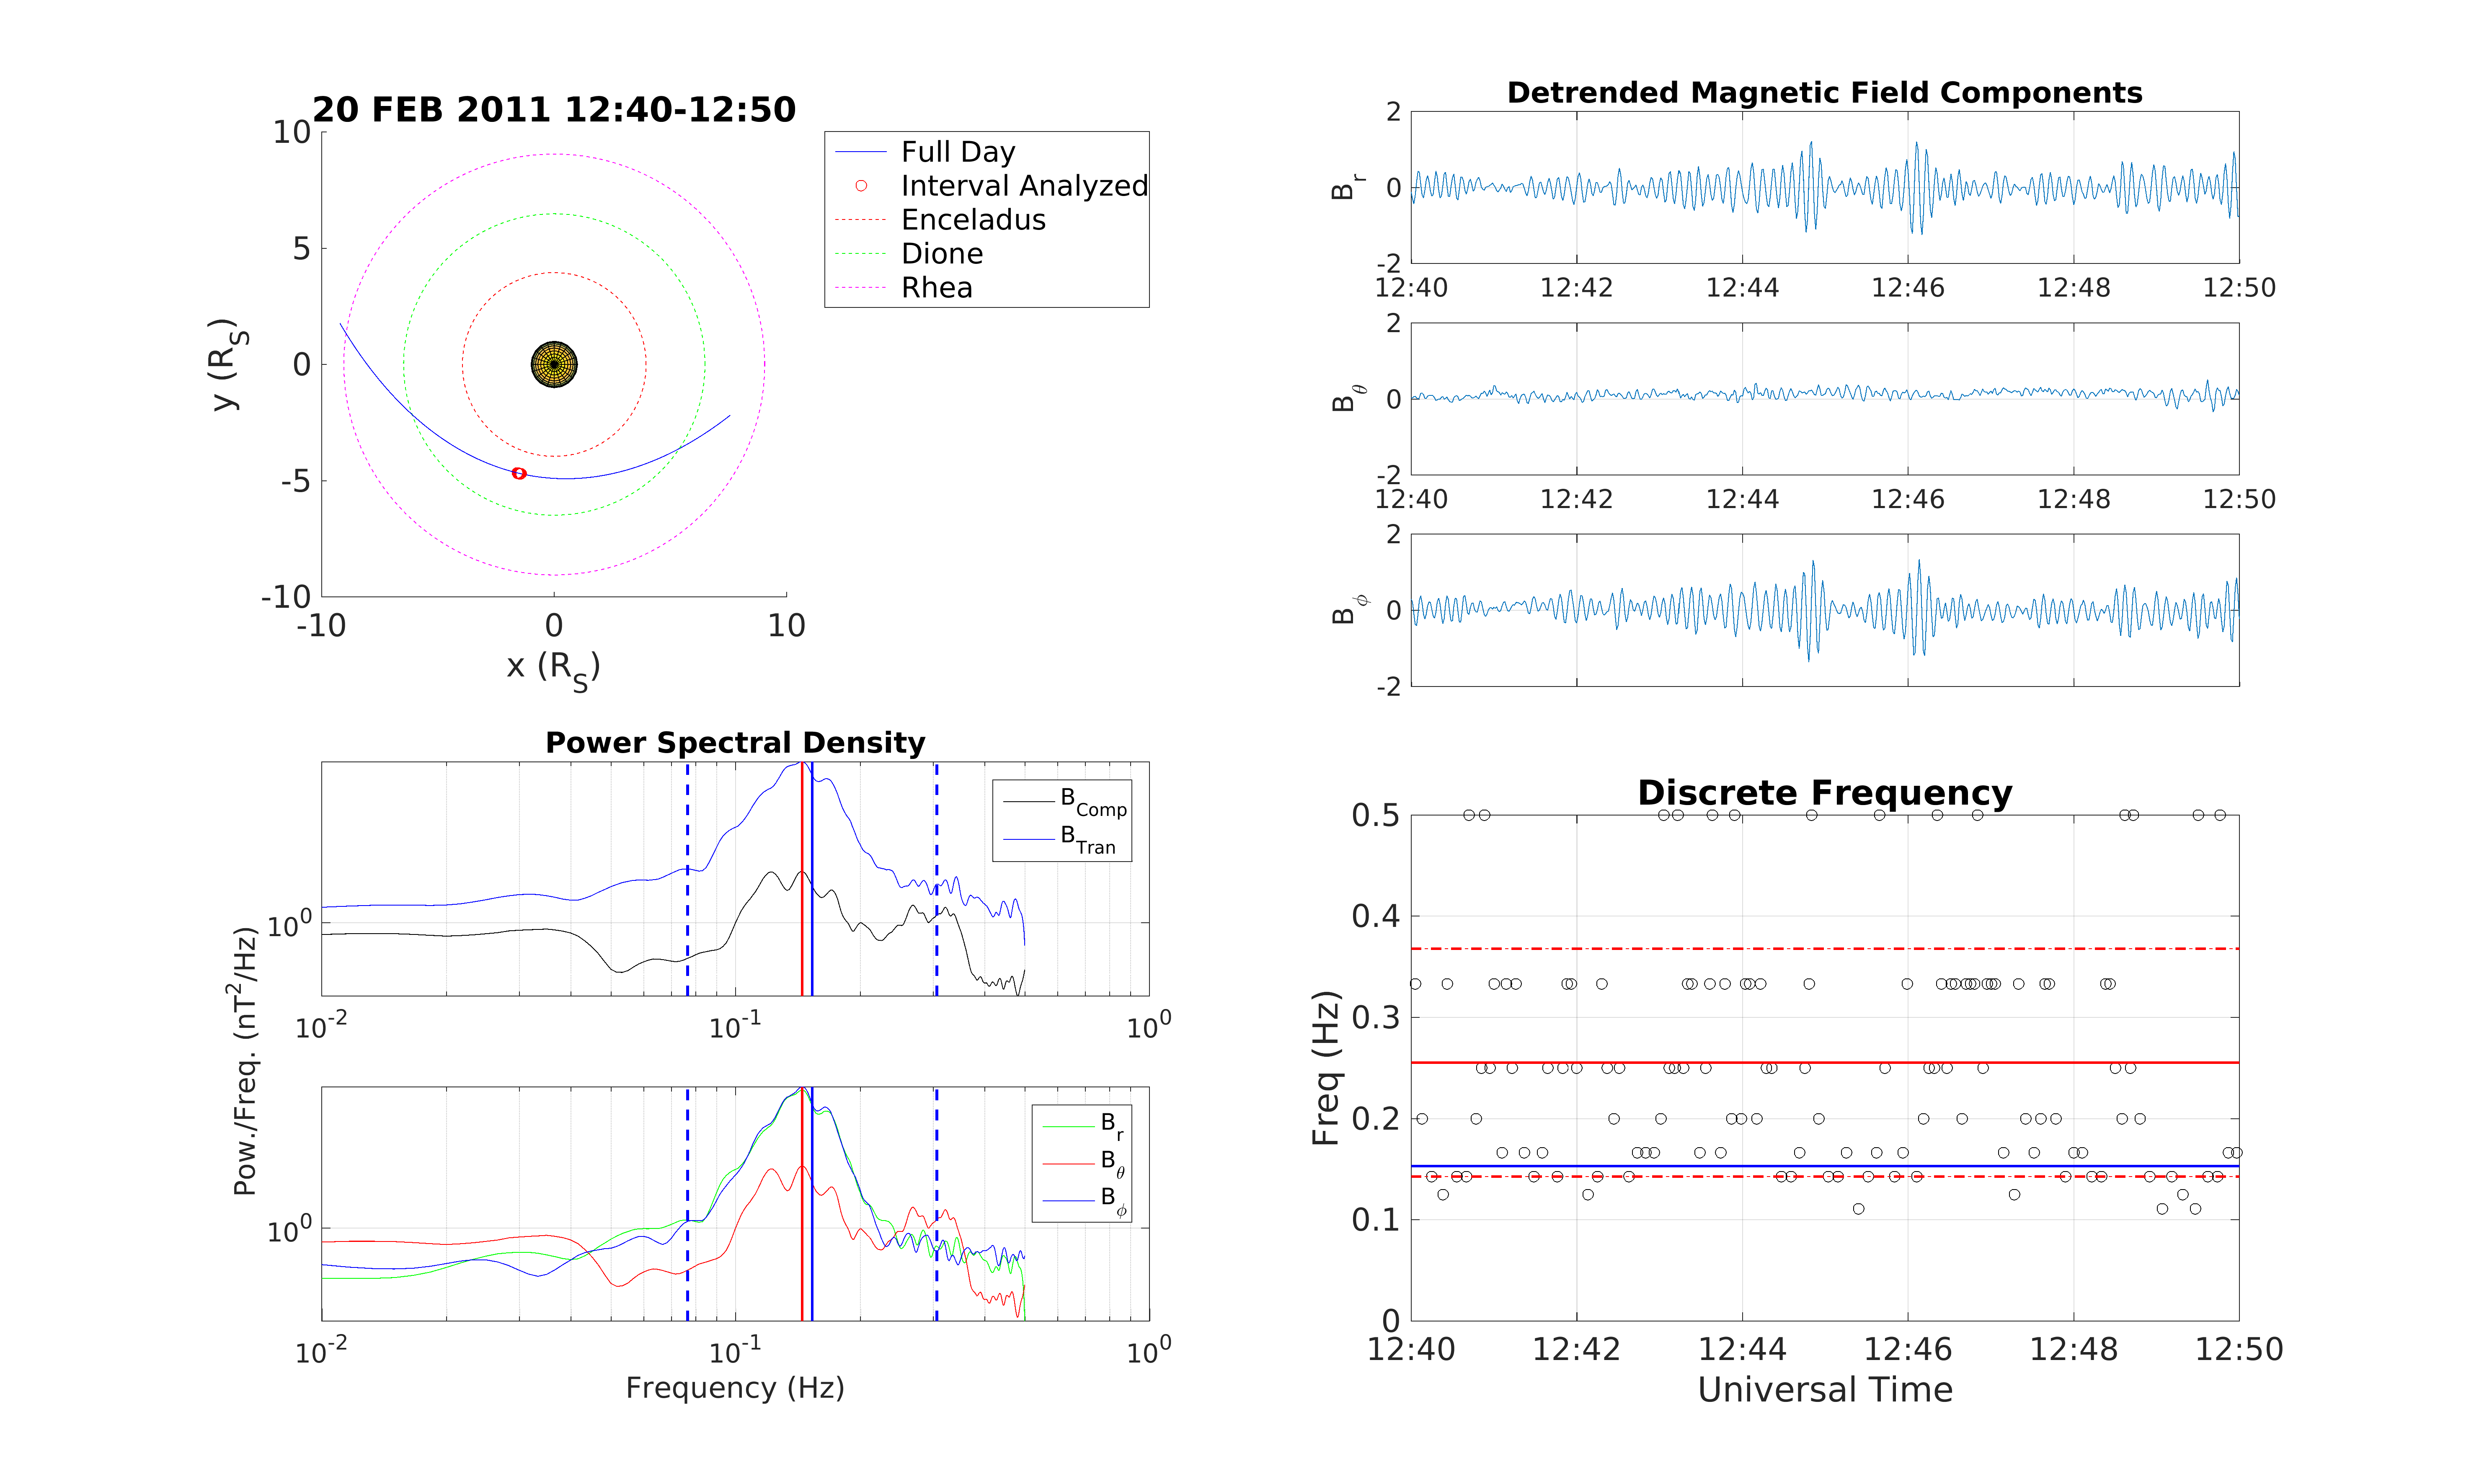 20 FEB 2011 12:40-12:50
10
5
0
-5
-10
-10 0 10
y (R_S)
x (R_S)
Full Day
Interval Analyzed
Enceladus
Dione
Rhea
Detrended Magnetic Field Components
2
0
-2
B_r
12:40 12:42 12:44 12:46 12:48 12:50
2
0
-2
B_θ
12:40 12:42 12:44 12:46 12:48 12:50
2
0
-2
B_ϕ
Power Spectral Density
B_Comp
B_Tran
10^0
10^-2 10^-1 10^0
Pow./Freq. (nT^2/Hz)
B_r
B_θ
B_ϕ
10^0
10^-2 10^-1 10^0
Frequency (Hz)
Discrete Frequency
0.5
0.4
0.3
0.2
0.1
0
Freq (Hz)
12:40 12:42 12:44 12:46 12:48 12:50
Universal Time